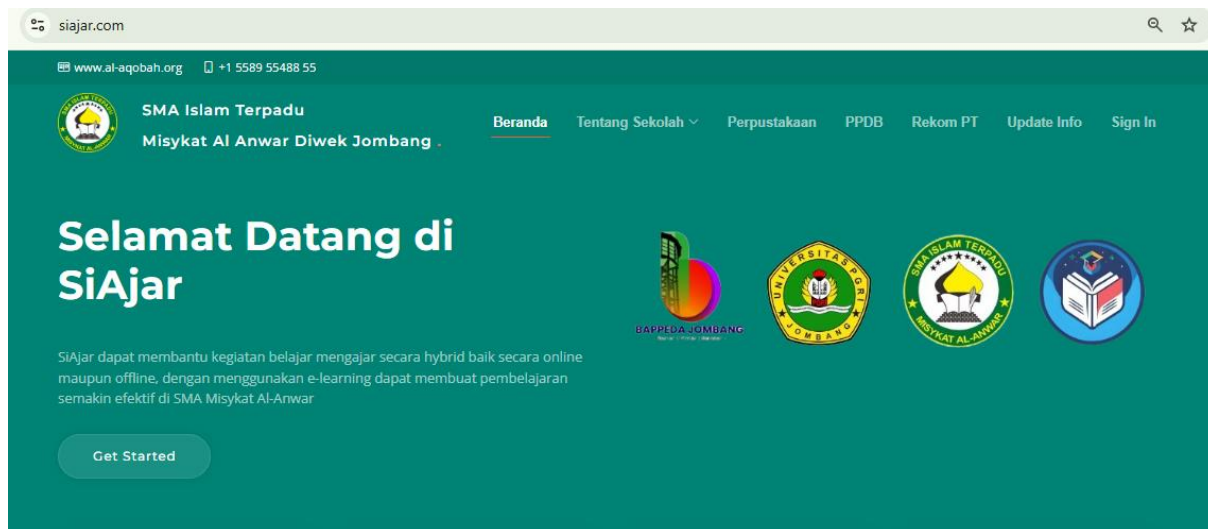 siajar.com
www.al-aqobah.org +1 5589 55488 55
SMA Islam Terpadu
Misykat Al Anwar Diwek Jombang .
Beranda Tentang Sekolah Perpustakaan PPDB Rekom PT Update Info Sign In
Selamat Datang di
SiAjar
SiAjar dapat membantu kegiatan belajar mengajar secara hybrid baik secara online
maupun offline, dengan menggunakan e-learning dapat membuat pembelajaran
semakin efektif di SMA Misykat Al-Anwar
Get Started
BAPPEDA JOMBANG
UNIVERSITAS PGRI
JOMBANG
SMA ISLAM TERPADU
MISYKAT AL-ANWAR